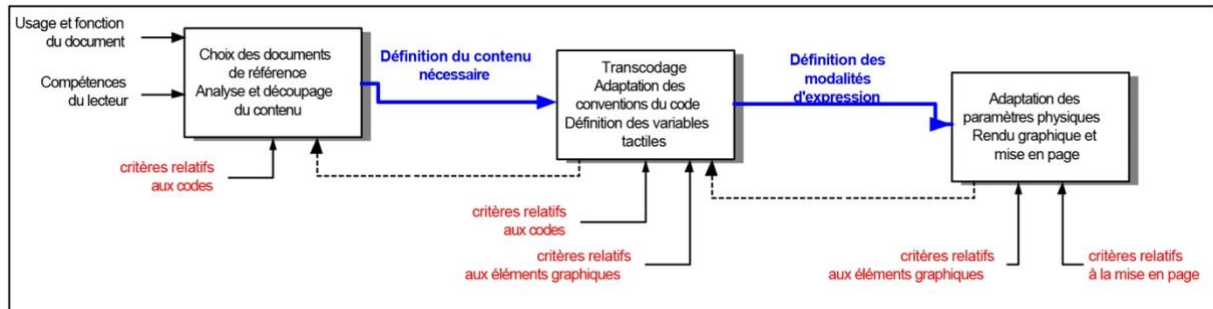 Usage et fonction
du document
Compétences
du lecteur
Choix des documents
de référence
Analyse et découpage
du contenu
critères relatifs
aux codes
Définition du contenu
nécessaire
Transcodage
Adaptation des
conventions du code
Définition des variables
tactiles
critères relatifs
aux codes
critères relatifs
aux éléments graphiques
Définition des
modalités
d'expression
Adaptation des
paramètres physiques
Rendu graphique et
mise en page
critères relatifs
aux éléments graphiques
critères relatifs
à la mise en page